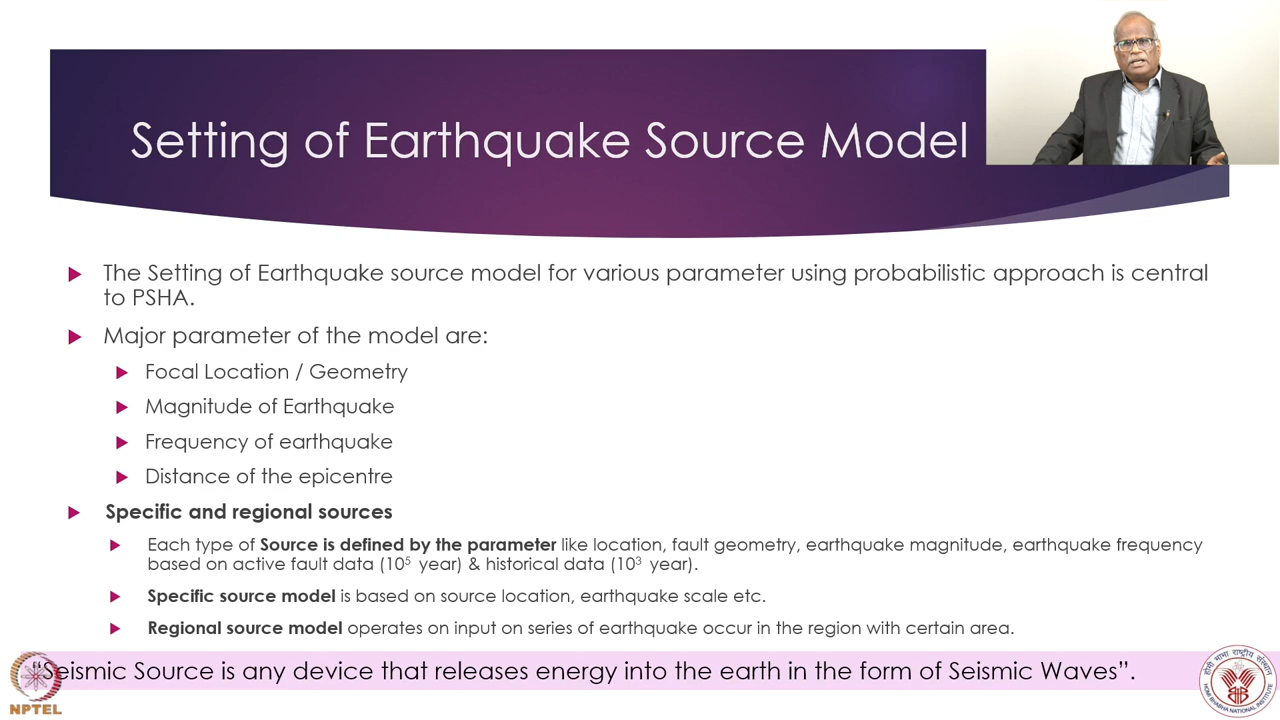 Setting of Earthquake Source Model
The Setting of Earthquake source model for various parameter using probabilistic approach is central
to PSHA.
Major parameter of the model are:
Focal Location / Geometry
Magnitude of Earthquake
Frequency of earthquake
Distance of the epicentre
Specific and regional sources
Each type of Source is defined by the parameter like location, fault geometry, earthquake magnitude, earthquake frequency
based on active fault data (10⁵ year) & historical data (10³ year).
Specific source model is based on source location, earthquake scale etc.
Regional source model operates on input on series of earthquake occur in the region with certain area.
“Seismic Source is any device that releases energy into the earth in the form of Seismic Waves”.
NPTEL
होमी भाभा राष्ट्रीय संस्थान
HOMI BHABHA NATIONAL INSTITUTE